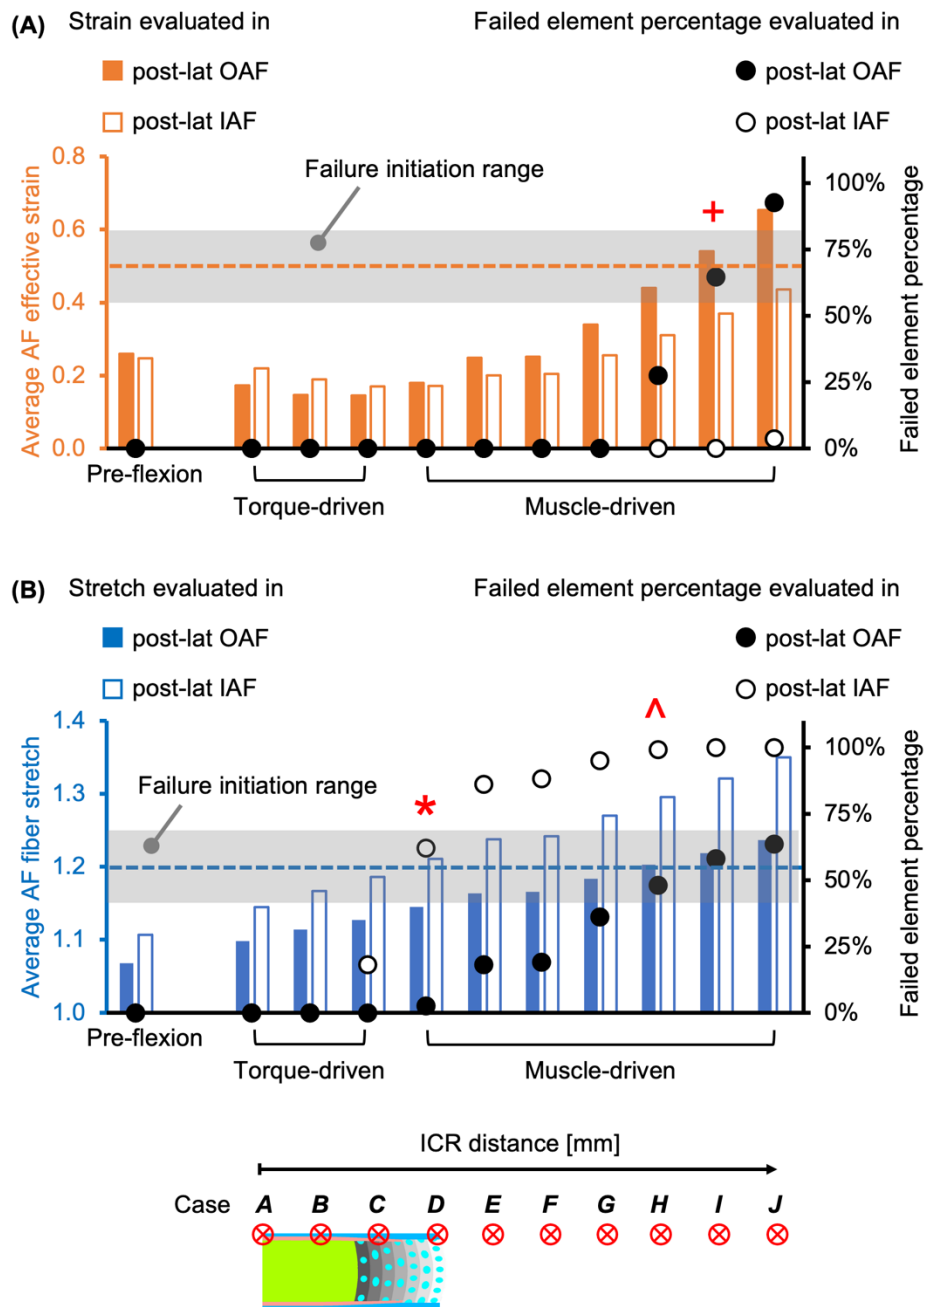 (A) Strain evaluated in Failed element percentage evaluated in
post-lat OAF post-lat OAF
post-lat IAF post-lat IAF
Average AF effective strain
0.8
0.6
0.4
0.2
0.0
Failure initiation range
+
100%
75%
50%
25%
0%
Failed element percentage
Pre-flexion
Torque-driven Muscle-driven
(B) Stretch evaluated in Failed element percentage evaluated in
post-lat OAF post-lat OAF
post-lat IAF post-lat IAF
Average AF fiber stretch
1.4
1.3
1.2
1.1
1.0
Failure initiation range
*
^
100%
75%
50%
25%
0%
Failed element percentage
Pre-flexion
Torque-driven Muscle-driven
ICR distance [mm]
Case A B C D E F G H I J